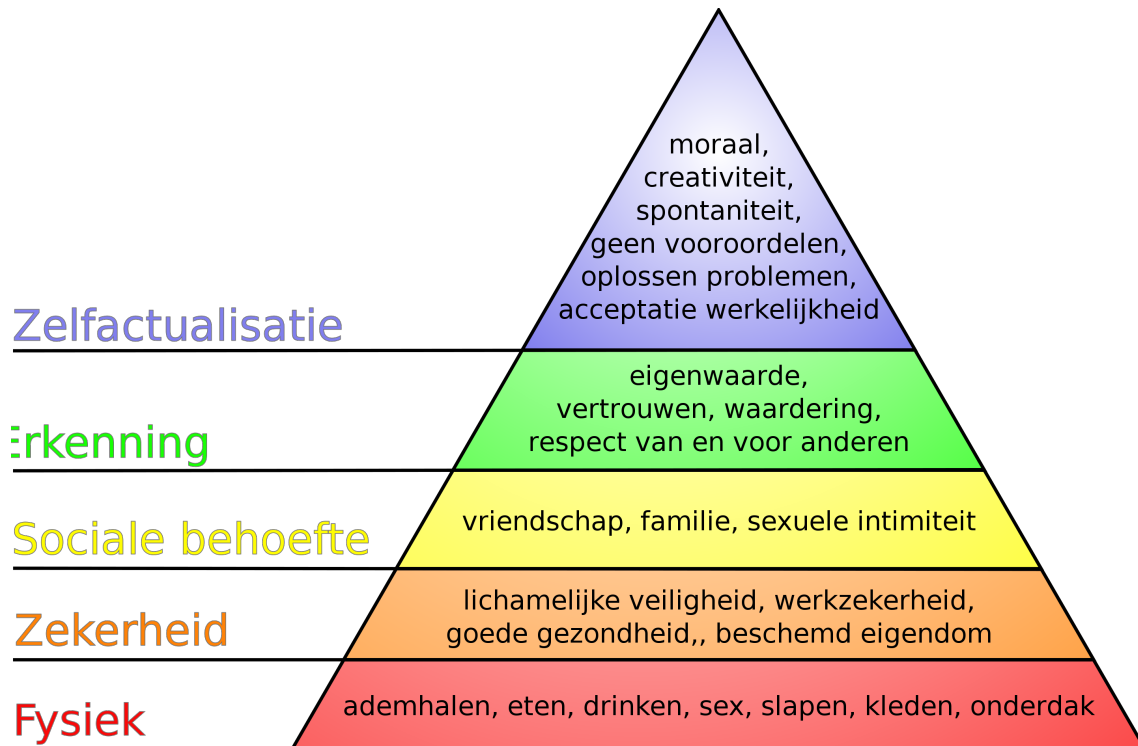 moraal,
creativiteit,
spontaniteit,
geen vooroordelen,
oplossen problemen,
acceptatie werkelijkheid
Zelfactualisatie
eigenwaarde,
vertrouwen, waardering,
respect van en voor anderen
Erkenning
vriendschap, familie, sexuele intimiteit
Sociale behoefte
lichamelijke veiligheid, werkzekerheid,
goede gezondheid,, beschemd eigendom
Zekerheid
ademhalen, eten, drinken, sex, slapen, kleden, onderdak
Fysiek